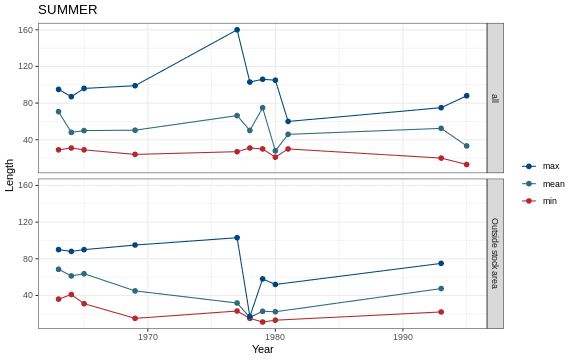 SUMMER
160
120
80
40
all
160
120
80
40
Outside stock area
Length
1970
1980
1990
Year
max
mean
min